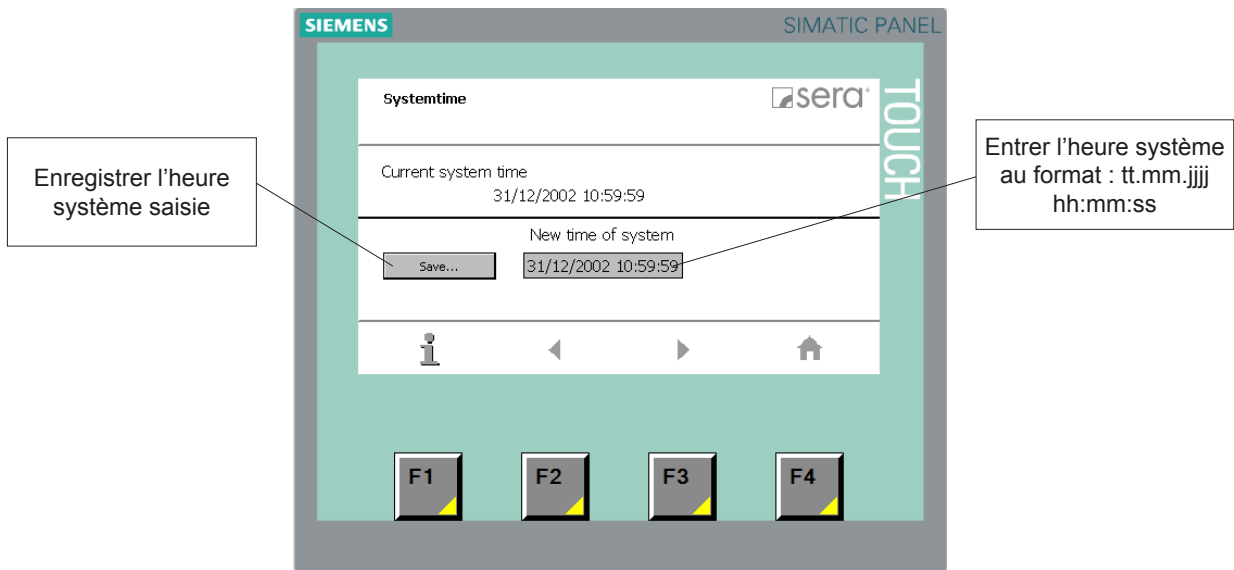 SIEMENS
SIMATIC PANEL
TOUCH
Systemtime
sera
Current system time
31/12/2002 10:59:59
New time of system
Save...
31/12/2002 10:59:59
Enregistrer l’heure
système saisie
Entrer l’heure système
au format : tt.mm.jjjj
hh:mm:ss
F1
F2
F3
F4